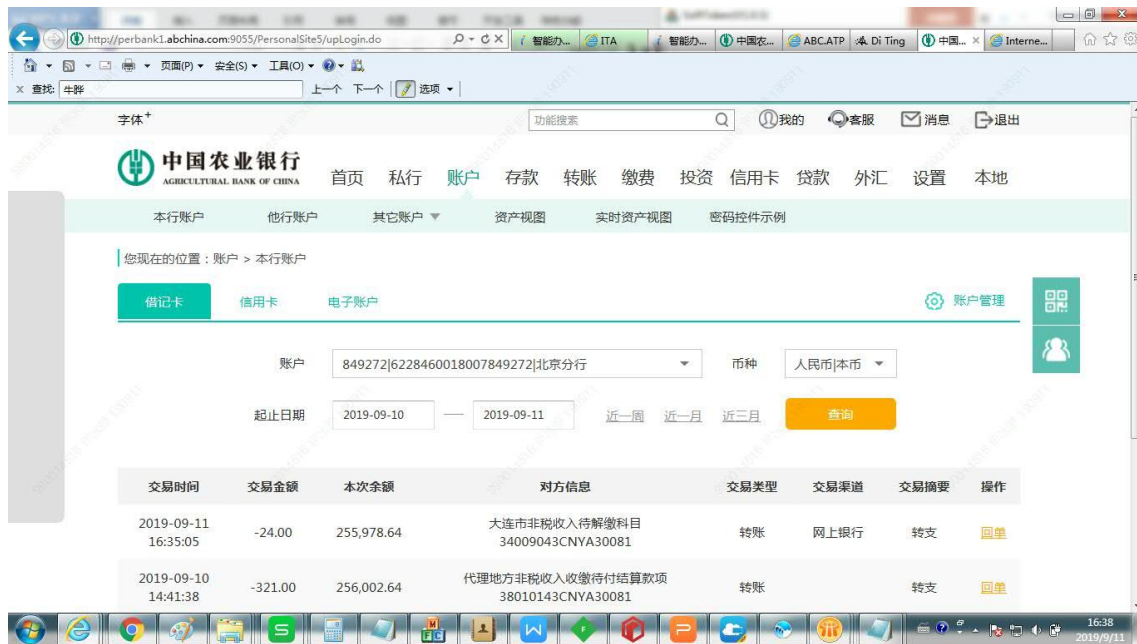 http://perbank1.abchina.com:9055/PersonalSite5/upLogin.do
智能办... ITA 智能办... 中国农... ABC.ATP Di Ting 中国... Interne...
页面(P) 安全(S) 工具(O)
查找: 牛晔 上一个 下一个 选项
字体+ 功能搜索 我的 客服 消息 退出
中国农业银行
AGRICULTURAL BANK OF CHINA
首页 私行 账户 存款 转账 缴费 投资 信用卡 贷款 外汇 设置 本地
本行账户 他行账户 其它账户 资产视图 实时资产视图 密码控件示例
您现在的位置：账户 > 本行账户
借记卡 信用卡 电子账户 账户管理
账户 849272|6228460018007849272|北京分行 币种 人民币|本币
起止日期 2019-09-10 — 2019-09-11 近一周 近一月 近三月 查询
交易时间 交易金额 本次余额 对方信息 交易类型 交易渠道 交易摘要 操作
2019-09-11 16:35:05 -24.00 255,978.64 大连市非税收入待解缴科目 34009043CNYA30081 转账 网上银行 转支 回单
2019-09-10 14:41:38 -321.00 256,002.64 代理地方非税收入收缴待付结算款项 38010143CNYA30081 转账 转支 回单
16:38
2019/9/11